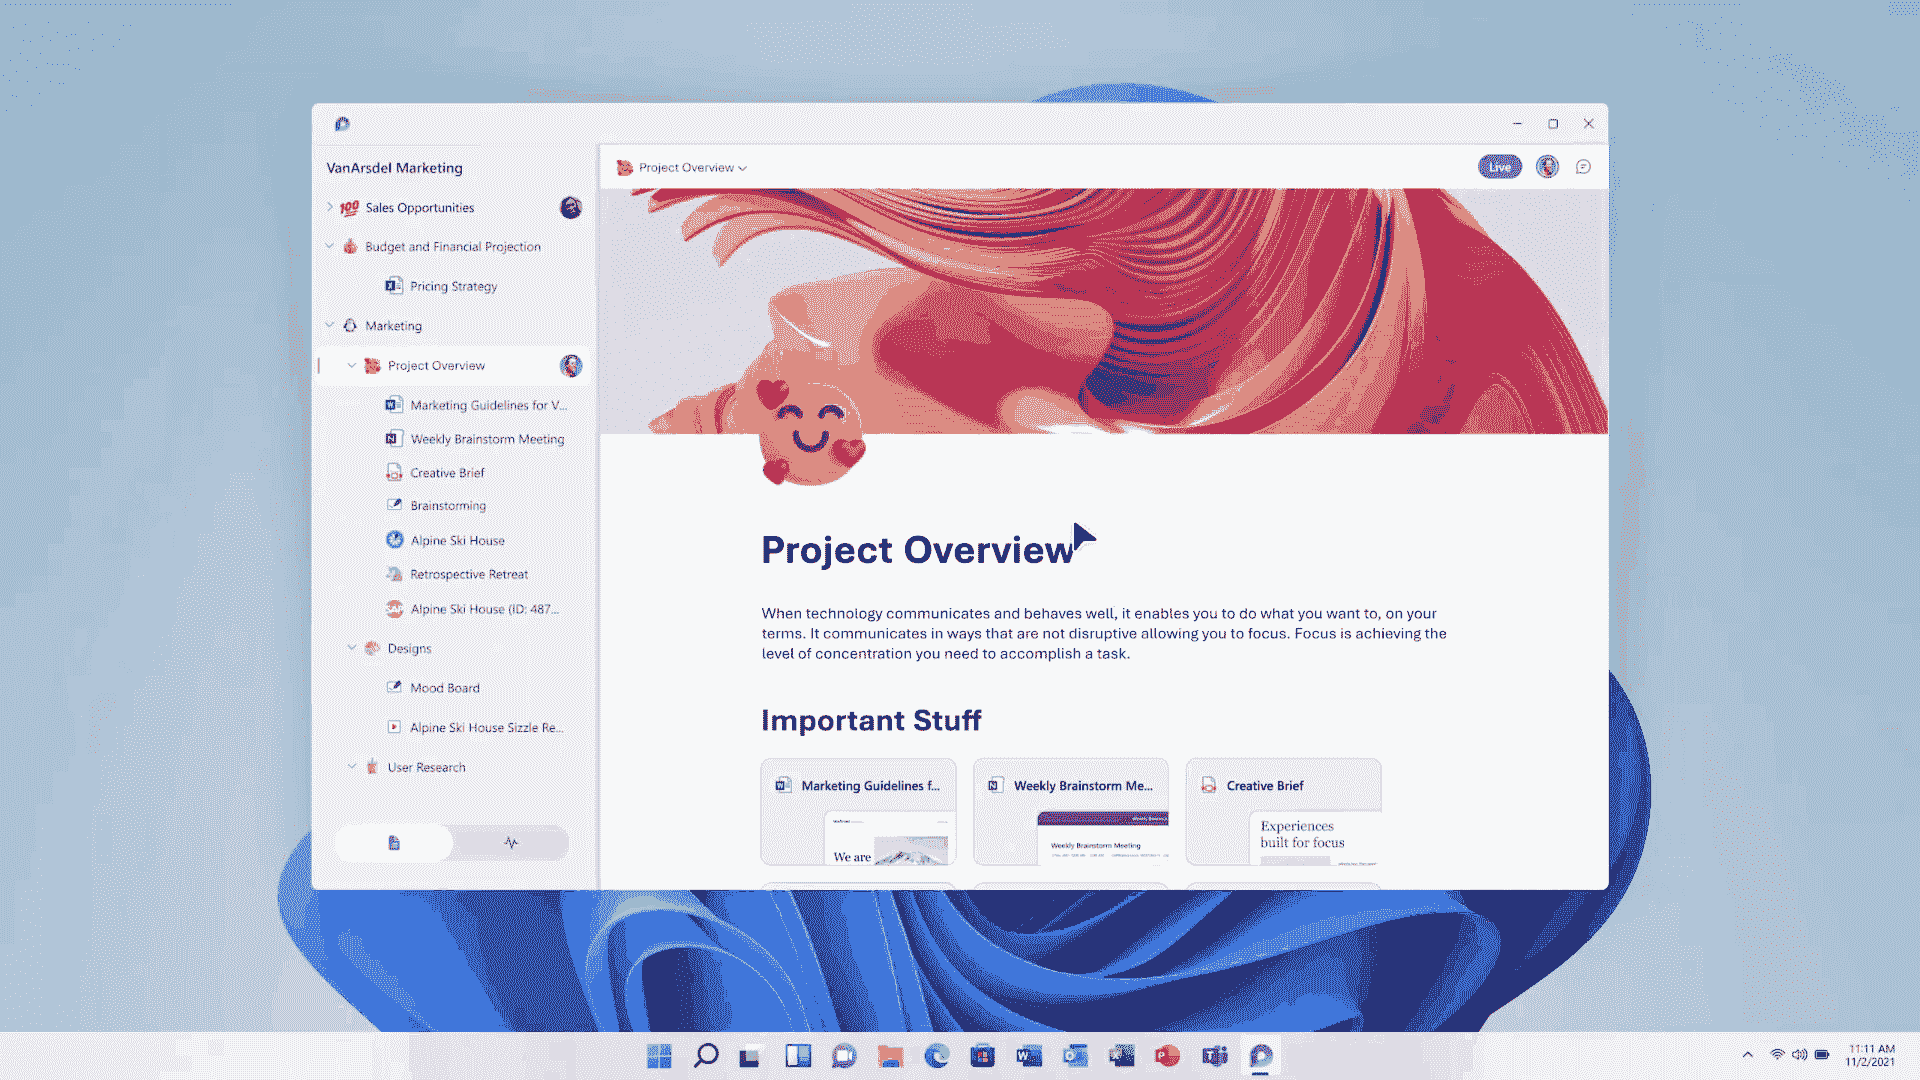 VanArsdel Marketing
Project Overview
Live
100
Sales Opportunities
Budget and Financial Projection
Pricing Strategy
Marketing
Project Overview
Marketing Guidelines for V...
Weekly Brainstorm Meeting
Creative Brief
Brainstorming
Alpine Ski House
Retrospective Retreat
SAP
Alpine Ski House (ID: 487...
Designs
Mood Board
Alpine Ski House Sizzle Re...
User Research
Project Overview
When technology communicates and behaves well, it enables you to do what you want to, on your
terms. It communicates in ways that are not disruptive allowing you to focus. Focus is achieving the
level of concentration you need to accomplish a task.
Important Stuff
Marketing Guidelines f...
We are
Weekly Brainstorm Me...
Weekly Brainstorm Meeting
Creative Brief
Experiences
built for focus
11:11 AM
11/2/2021